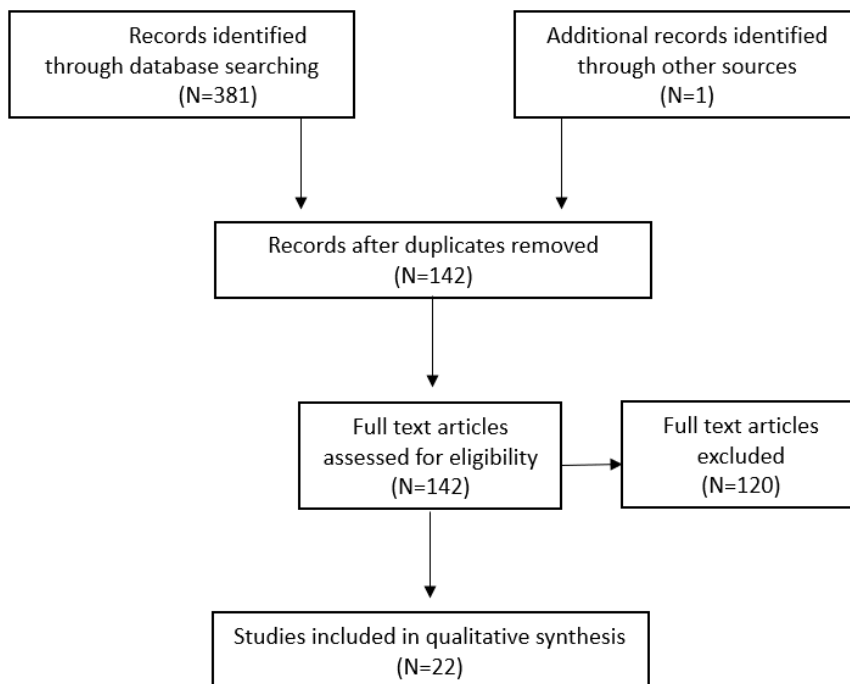 Records identified
through database searching
(N=381)
Additional records identified
through other sources
(N=1)
Records after duplicates removed
(N=142)
Full text articles
assessed for eligibility
(N=142)
Full text articles
excluded
(N=120)
Studies included in qualitative synthesis
(N=22)